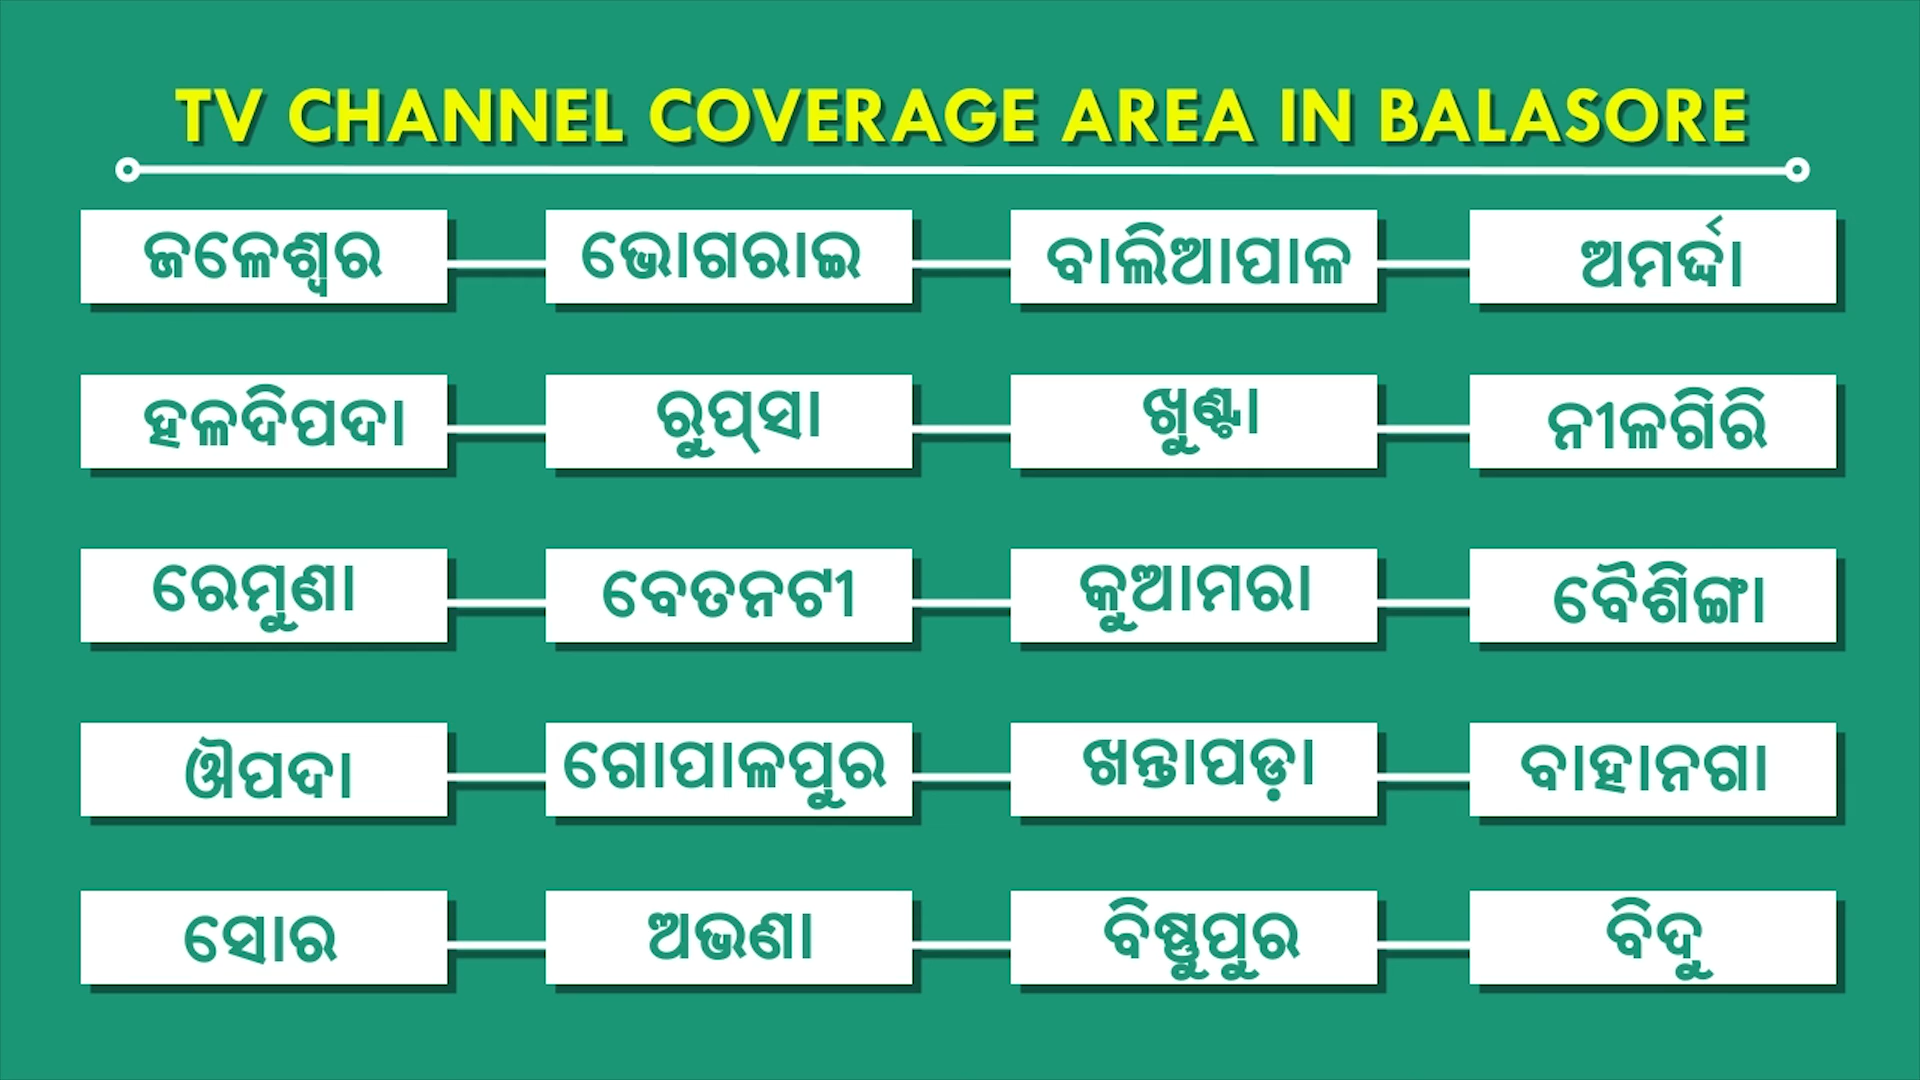 TV CHANNEL COVERAGE AREA IN BALASORE
ଜଳେଶ୍ୱର ଭୋଗରାଇ ବାଲିଆପାଳ ଅମର୍ଦ୍ଦା
ହଳଦିପଦା ରୁପ୍‌ସା ଖୁଣ୍ଟା ନୀଳଗିରି
ରେମୁଣା ବେତନଟୀ କୁଆମରା ବୈଶିଙ୍ଗା
ଔପଦା ଗୋପାଳପୁର ଖନ୍ତାପଡ଼ା ବାହାନଗା
ସୋର ଅଭଣା ବିଷ୍ଣୁପୁର ବିଦୁ